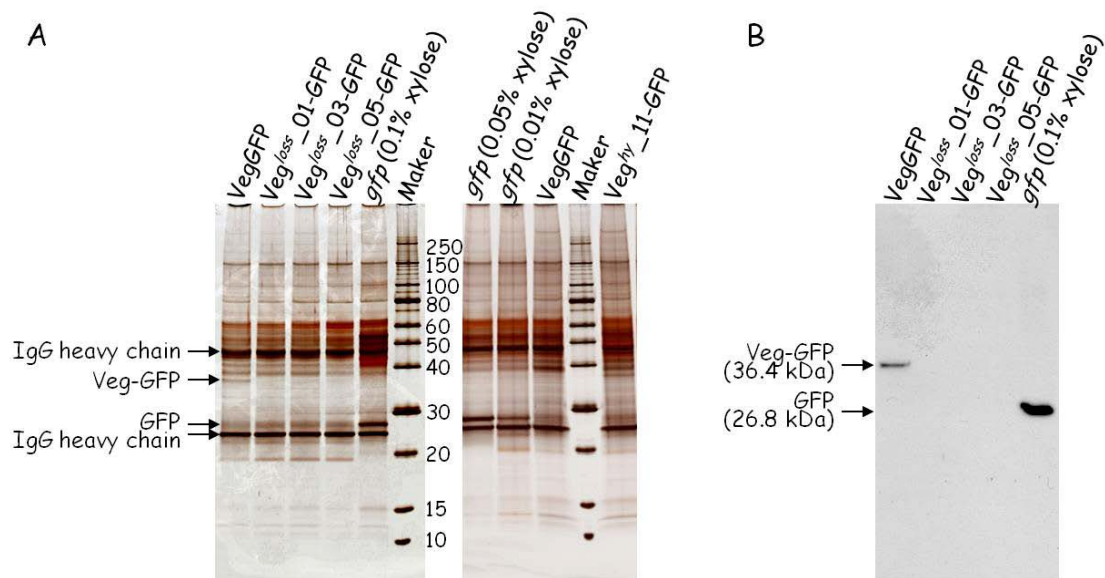 A
VegGFP
Veg^loss_01-GFP
Veg^loss_03-GFP
Veg^loss_05-GFP
gfp (0.1% xylose)
Maker
gfp (0.05% xylose)
gfp (0.01% xylose)
VegGFP
Maker
Veg^hy_11-GFP
250
150
100
80
60
50
40
30
20
15
10
IgG heavy chain
Veg-GFP
GFP
IgG heavy chain
B
VegGFP
Veg^loss_01-GFP
Veg^loss_03-GFP
Veg^loss_05-GFP
gfp (0.1% xylose)
Veg-GFP
(36.4 kDa)
GFP
(26.8 kDa)